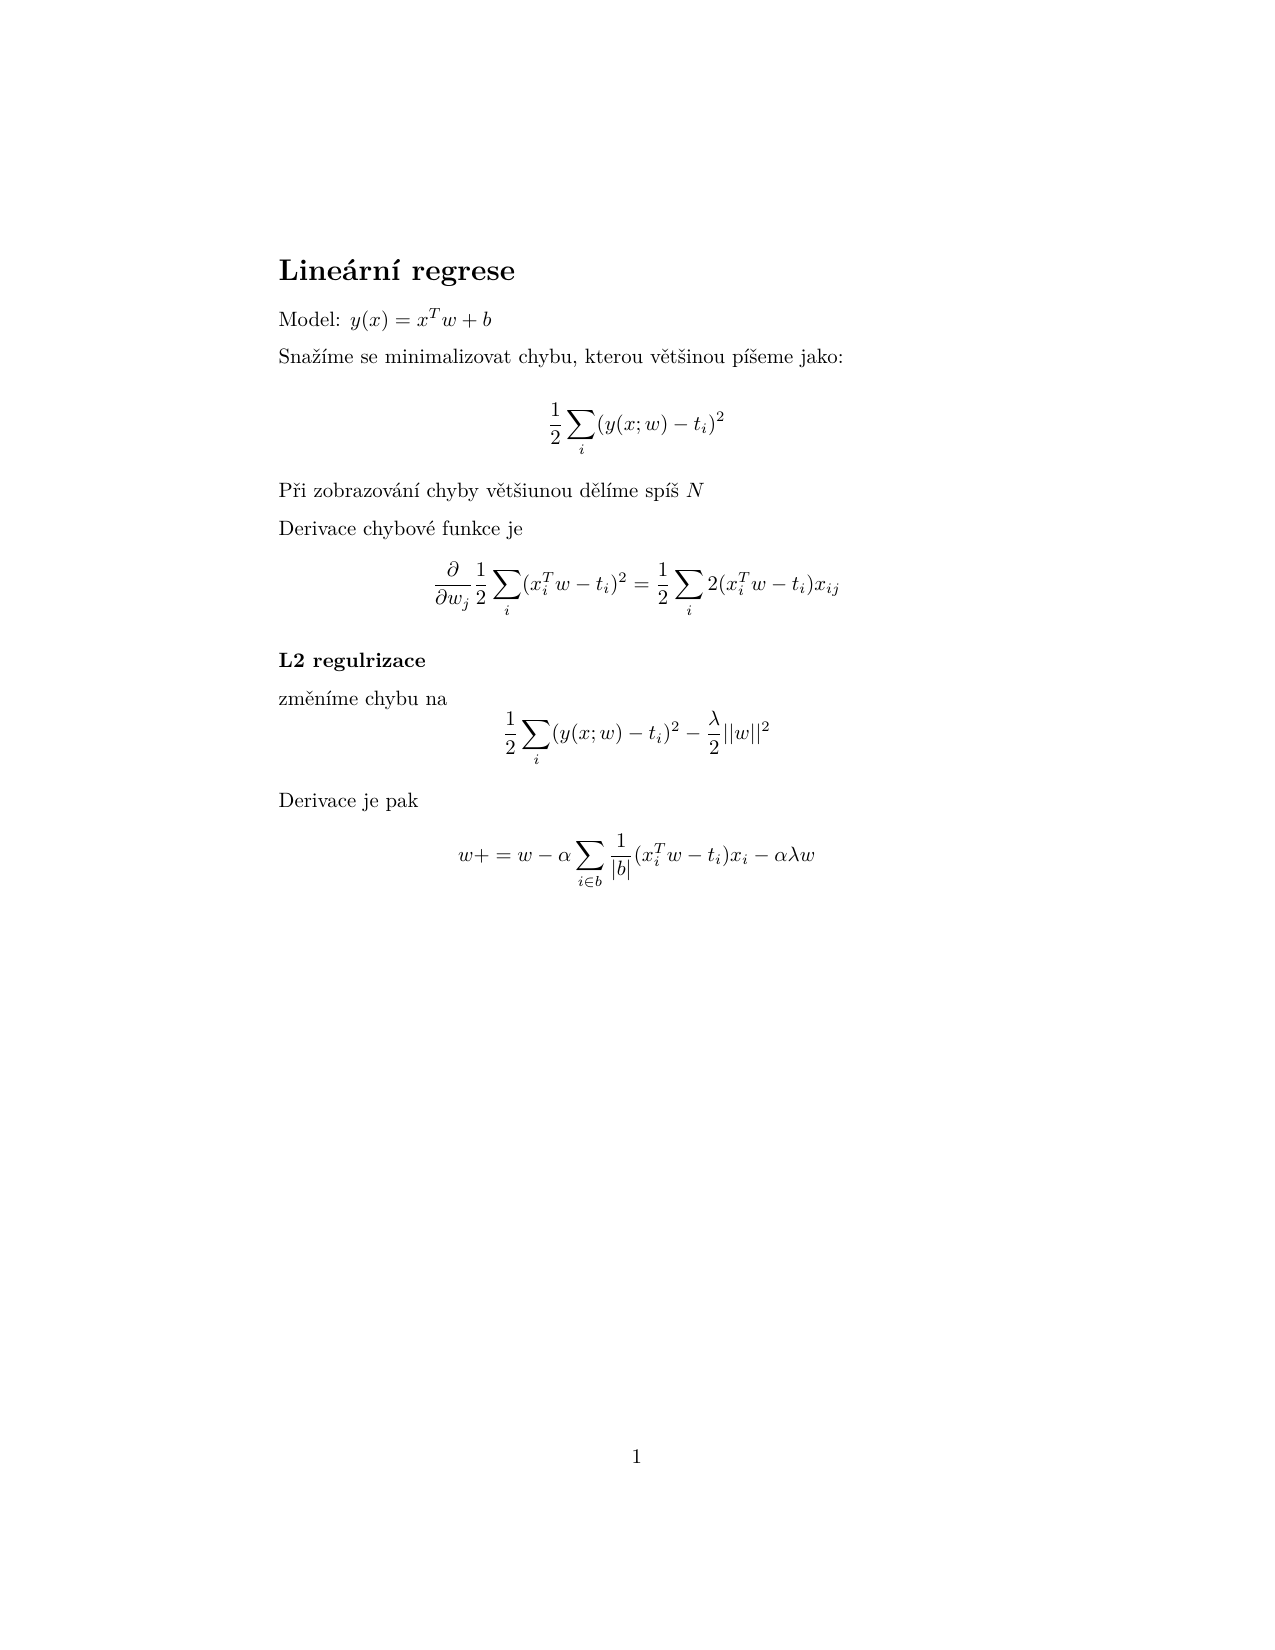 Lineární regrese
Model: $y(x) = x^T w + b$
Snažíme se minimalizovat chybu, kterou většinou píšeme jako:
$\frac{1}{2} \sum_i (y(x; w) - t_i)^2$
Při zobrazování chyby většiunou dělíme spíš $N$
Derivace chybové funkce je
$\frac{\partial}{\partial w_j} \frac{1}{2} \sum_i (x_i^T w - t_i)^2 = \frac{1}{2} \sum_i 2(x_i^T w - t_i) x_{ij}$
L2 regulrizace
změníme chybu na
$\frac{1}{2} \sum_i (y(x; w) - t_i)^2 - \frac{\lambda}{2} ||w||^2$
Derivace je pak
$w+ = w - \alpha \sum_{i \in b} \frac{1}{|b|} (x_i^T w - t_i) x_i - \alpha \lambda w$
1